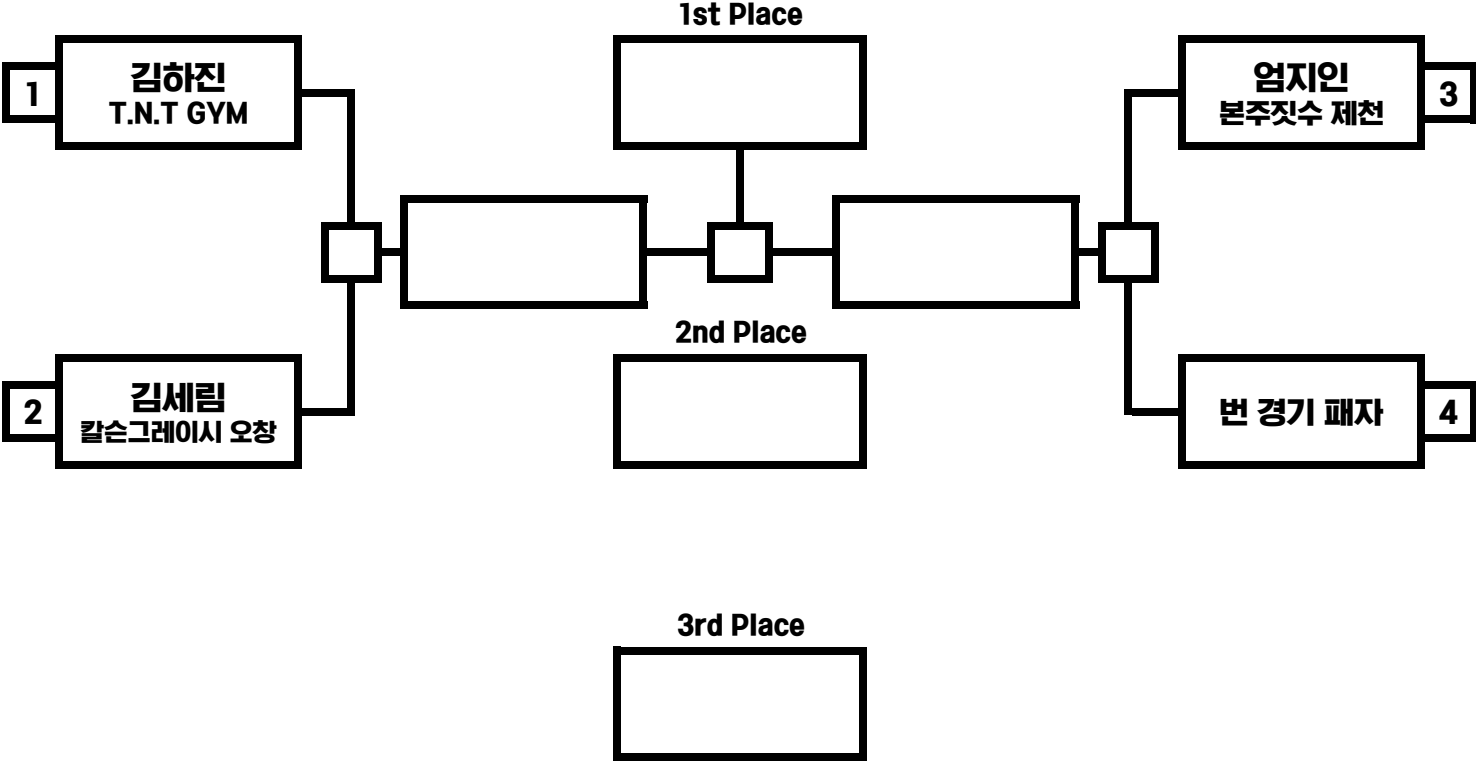 1st Place
1
김하진
T.N.T GYM
엄지인
본주짓수 제천
3
2nd Place
2
김세림
칼슨그레이시 오창
번 경기 패자
4
3rd Place